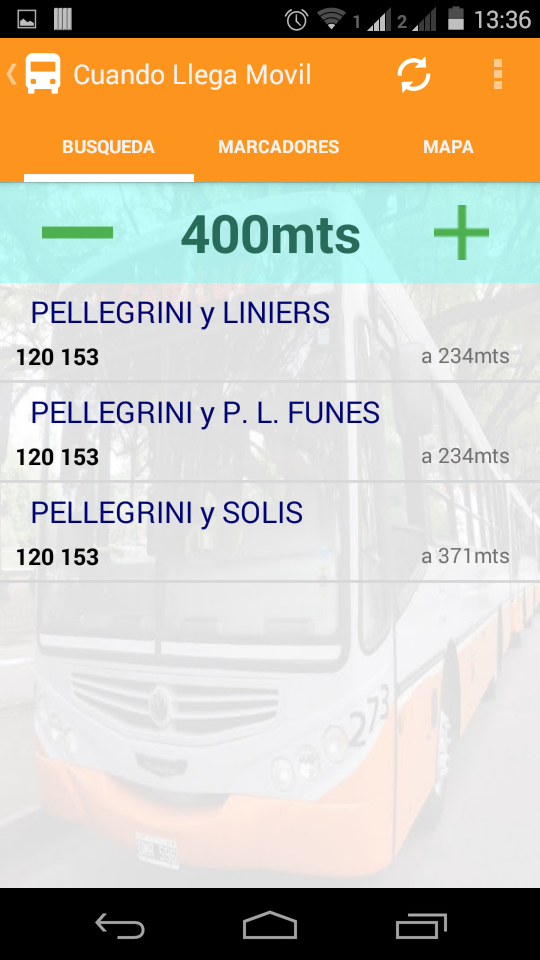 1 2 13:36
Cuando Llega Movil
BUSQUEDA MARCADORES MAPA
400mts
PELLEGRINI y LINIERS
120 153 a 234mts
PELLEGRINI y P. L. FUNES
120 153 a 234mts
PELLEGRINI y SOLIS
120 153 a 371mts
273